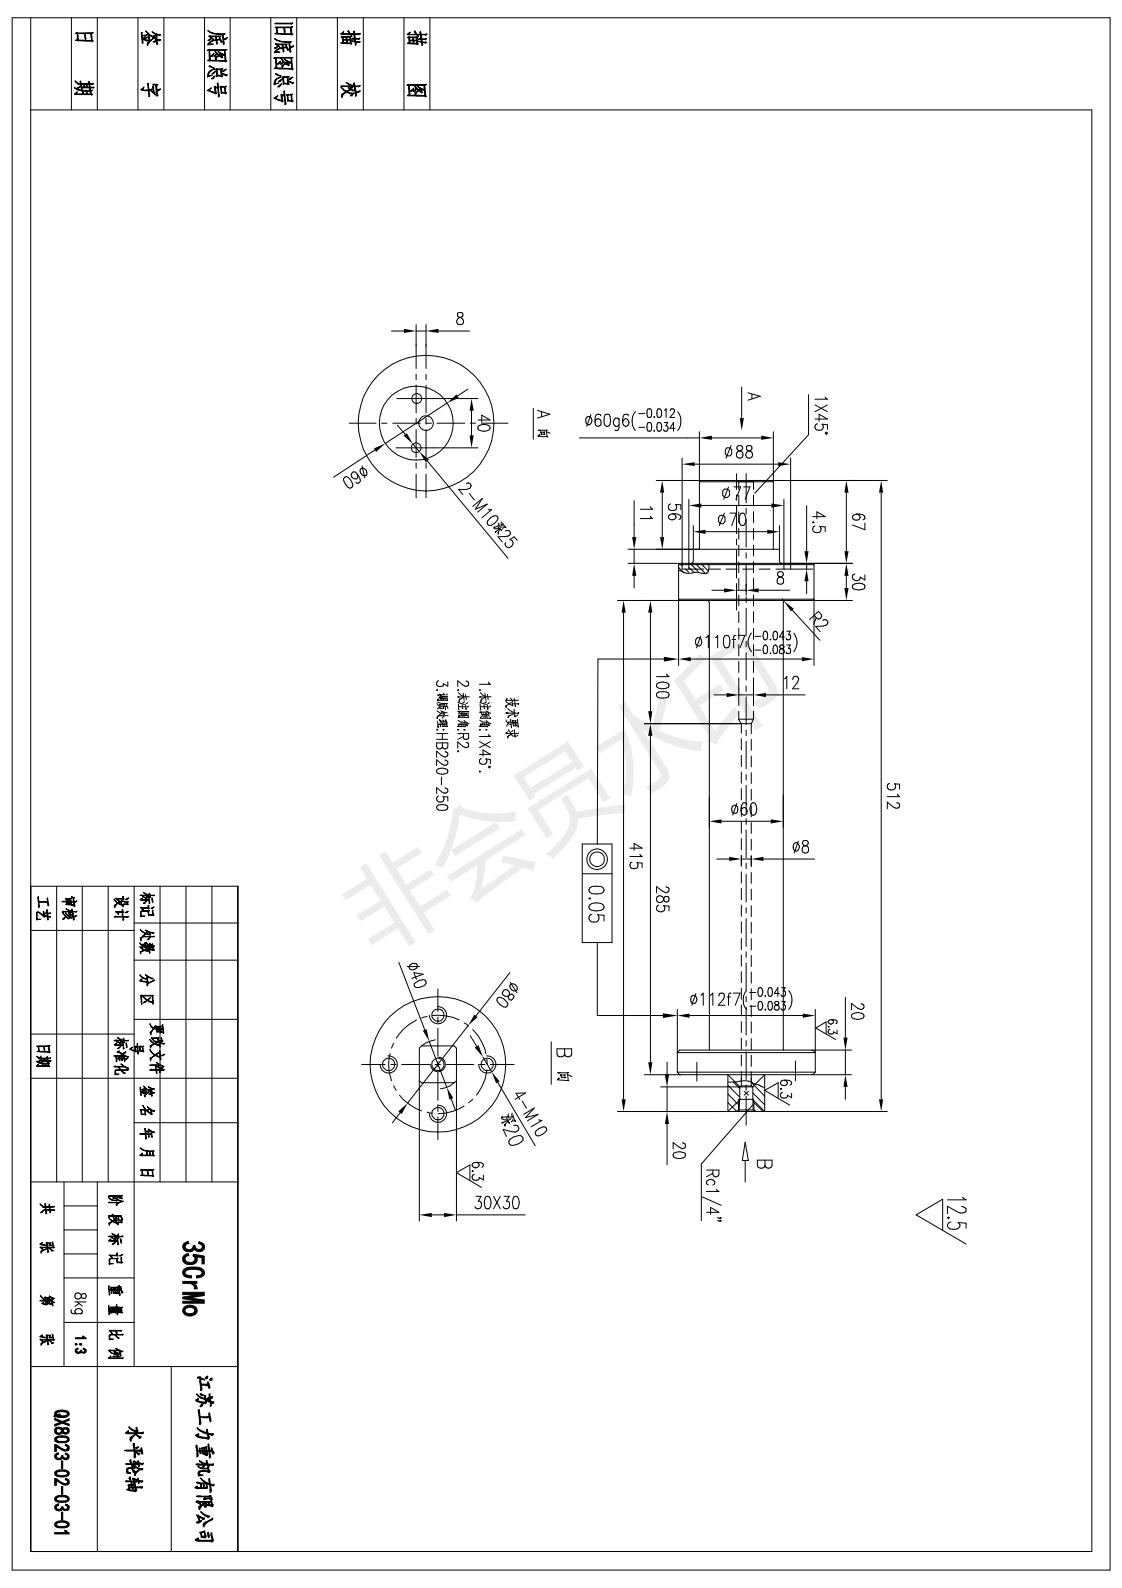 描 图
描 校
旧底图总号
底图总号
签 字
日 期
A
1X45°
ø60g6(-0.012 -0.034)
ø88
ø77
ø70
56
11
4.5
67
30
8
R2
ø110f7(-0.043 -0.083)
100
12
512
ø60
ø8
415
285
0.05
ø112f7(-0.043 -0.083)
20
6.3
6.3
20
Rc1/4"
B
12.5
A 向
8
40
ø60
2-M10深25
技术要求
1.未注倒角:1X45°.
2.未注圆角:R2.
3.调质处理:HB220-250
B 向
ø40
ø80
4-M10
深20
6.3
30X30
标记 处数 分 区 更改文件号 签 名 年 月 日
设计 标准化
审核
工艺 日期
35CrMo
阶 段 标 记 重 量 比 例
8kg 1:3
共 张 第 张
江苏工力重机有限公司
水平轮轴
QX8023-02-03-01
非会员水印